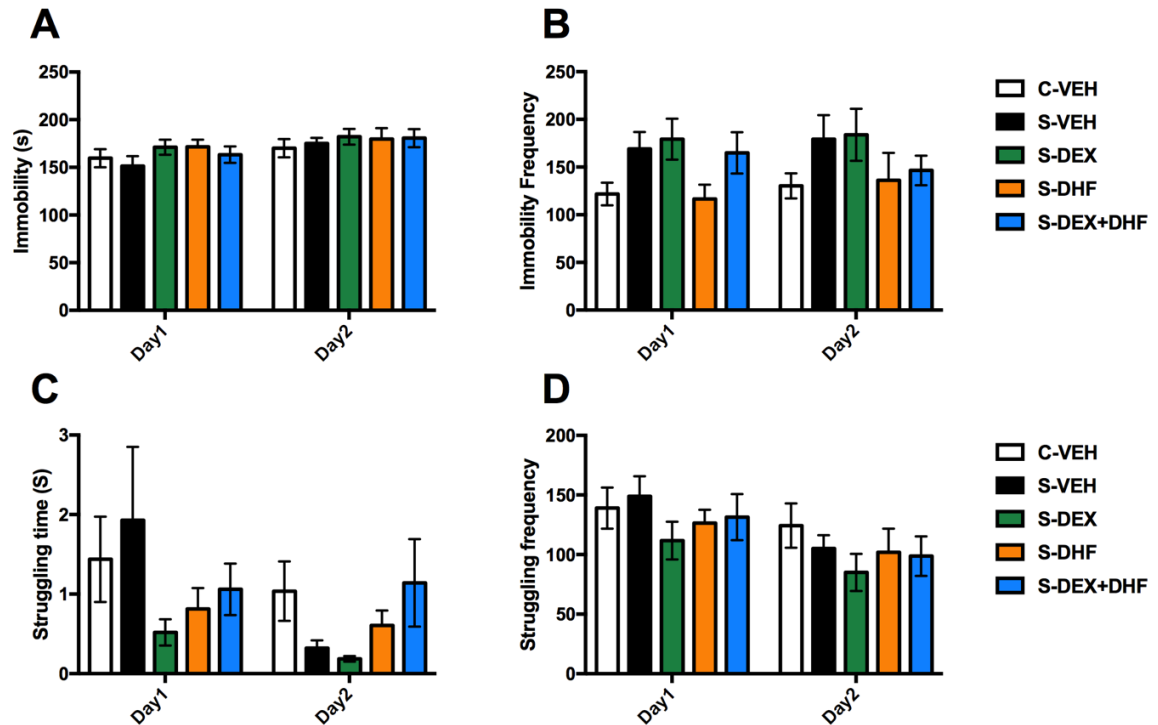 A
Immobility (s)
250
200
150
100
50
0
Day1
Day2
B
Immobility Frequency
250
200
150
100
50
0
Day1
Day2
C-VEH
S-VEH
S-DEX
S-DHF
S-DEX+DHF
C
Struggling time (S)
3
2
1
0
Day1
Day2
D
Struggling frequency
200
150
100
50
0
Day1
Day2
C-VEH
S-VEH
S-DEX
S-DHF
S-DEX+DHF